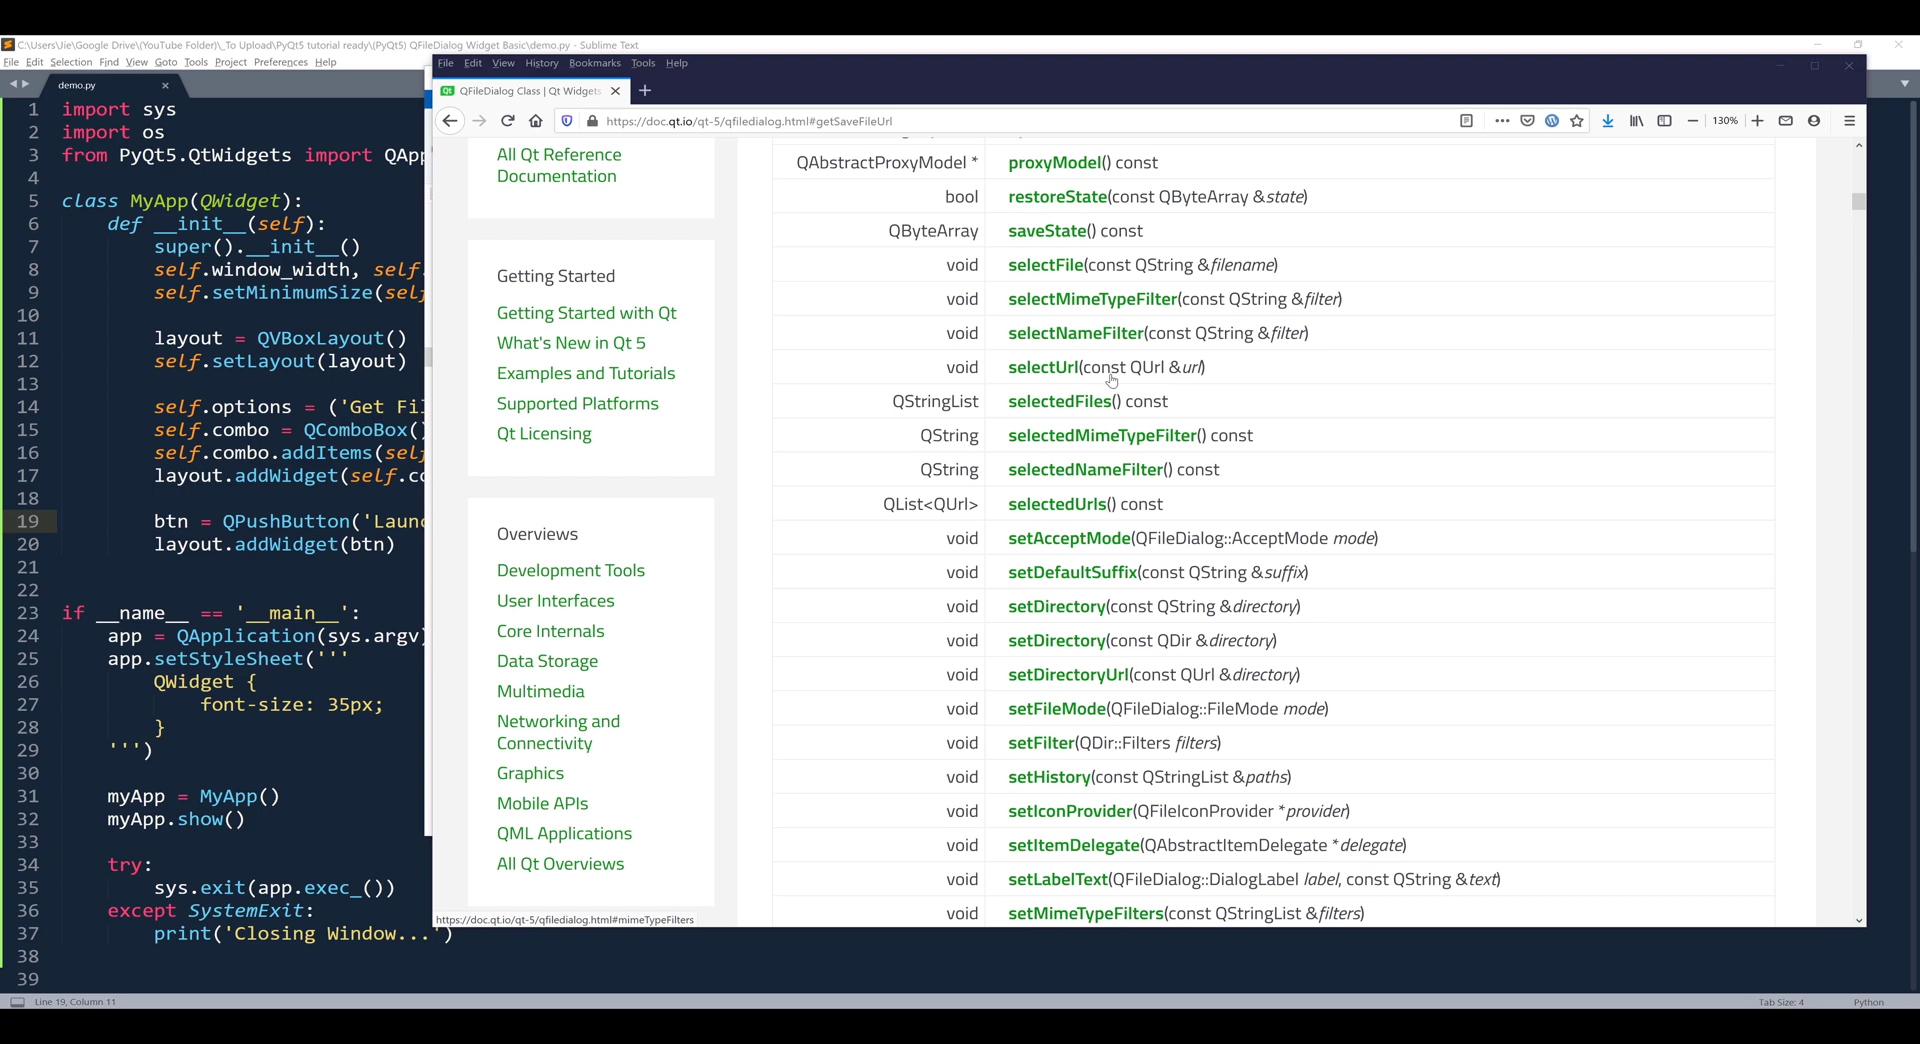 C:\Users\Jie\Google Drive\(YouTube Folder)\_To Upload\PyQt5 tutorial ready\(PyQt5) QFileDialog Widget Basic\demo.py - Sublime Text
File Edit Selection Find View Goto Tools Project Preferences Help
demo.py
1 import sys
2 import os
3 from PyQt5.QtWidgets import QApp
4
5 class MyApp(QWidget):
6 def __init__(self):
7 super().__init__()
8 self.window_width, self.
9 self.setMinimumSize(self
10
11 layout = QVBoxLayout()
12 self.setLayout(layout)
13
14 self.options = ('Get Fil
15 self.combo = QComboBox()
16 self.combo.addItems(self
17 layout.addWidget(self.co
18
19 btn = QPushButton('Launc
20 layout.addWidget(btn)
21
22
23 if __name__ == '__main__':
24 app = QApplication(sys.argv)
25 app.setStyleSheet('''
26 QWidget {
27 font-size: 35px;
28 }
29 ''')
30
31 myApp = MyApp()
32 myApp.show()
33
34 try:
35 sys.exit(app.exec_())
36 except SystemExit:
37 print('Closing Window...')
38
39
Line 19, Column 11
Tab Size: 4
Python
File Edit View History Bookmarks Tools Help
Qt QFileDialog Class | Qt Widgets
https://doc.qt.io/qt-5/qfiledialog.html#getSaveFileUrl
130%
All Qt Reference
Documentation
Getting Started
Getting Started with Qt
What's New in Qt 5
Examples and Tutorials
Supported Platforms
Qt Licensing
Overviews
Development Tools
User Interfaces
Core Internals
Data Storage
Multimedia
Networking and
Connectivity
Graphics
Mobile APIs
QML Applications
All Qt Overviews
https://doc.qt.io/qt-5/qfiledialog.html#mimeTypeFilters
QAbstractProxyModel * proxyModel() const
bool restoreState(const QByteArray &state)
QByteArray saveState() const
void selectFile(const QString &filename)
void selectMimeTypeFilter(const QString &filter)
void selectNameFilter(const QString &filter)
void selectUrl(const QUrl &url)
QStringList selectedFiles() const
QString selectedMimeTypeFilter() const
QString selectedNameFilter() const
QList<QUrl> selectedUrls() const
void setAcceptMode(QFileDialog::AcceptMode mode)
void setDefaultSuffix(const QString &suffix)
void setDirectory(const QString &directory)
void setDirectory(const QDir &directory)
void setDirectoryUrl(const QUrl &directory)
void setFileMode(QFileDialog::FileMode mode)
void setFilter(QDir::Filters filters)
void setHistory(const QStringList &paths)
void setIconProvider(QFileIconProvider *provider)
void setItemDelegate(QAbstractItemDelegate *delegate)
void setLabelText(QFileDialog::DialogLabel label, const QString &text)
void setMimeTypeFilters(const QStringList &filters)